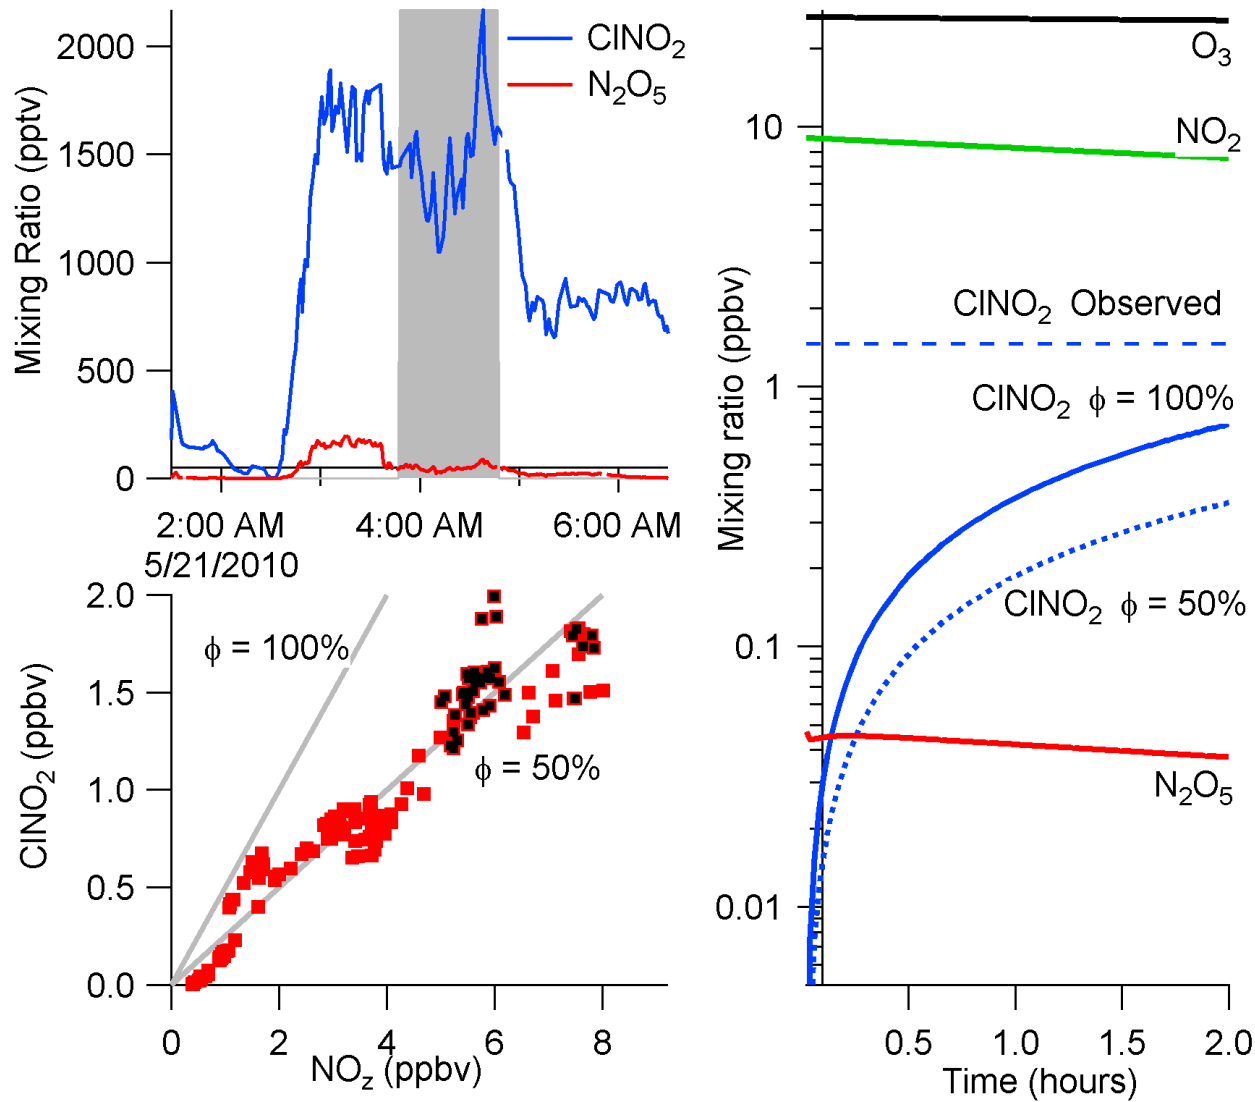 Mixing Ratio (pptv)
2000
1500
1000
500
0
ClNO₂
N₂O₅
2:00 AM
4:00 AM
6:00 AM
5/21/2010
ClNO₂ (ppbv)
2.0
1.5
1.0
0.5
0.0
ϕ = 100%
ϕ = 50%
0
2
4
6
8
NO_z (ppbv)
Mixing ratio (ppbv)
10
1
0.1
0.01
O₃
NO₂
ClNO₂ Observed
ClNO₂ ϕ = 100%
ClNO₂ ϕ = 50%
N₂O₅
0.5
1.0
1.5
2.0
Time (hours)